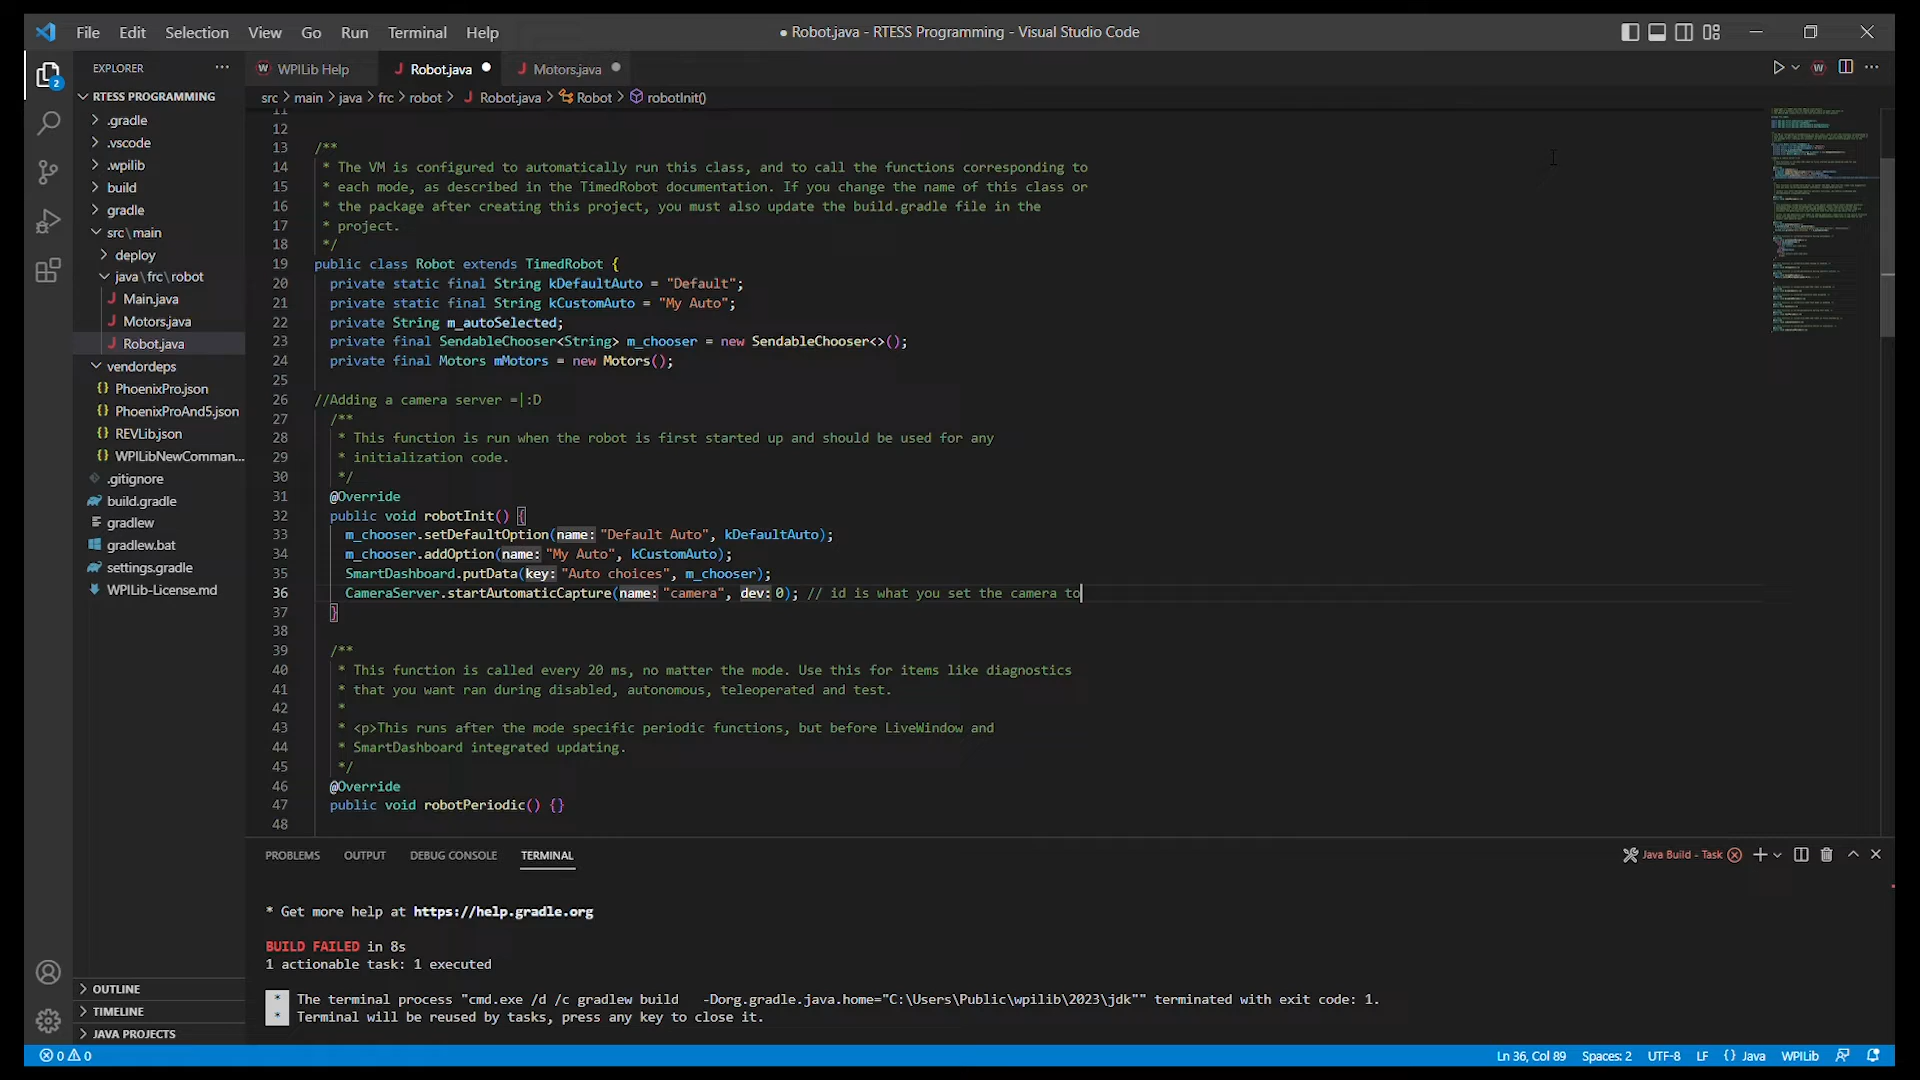 File Edit Selection View Go Run Terminal Help
● Robot.java - RTESS Programming - Visual Studio Code
EXPLORER ···
WPILib Help
Robot.java
Motors.java
src > main > java > frc > robot > Robot.java > Robot > robotInit()
2
RTESS PROGRAMMING
.gradle
.vscode
.wpilib
build
gradle
src\main
deploy
java\frc\robot
Main.java
Motors.java
Robot.java
vendordeps
PhoenixPro.json
PhoenixProAnd5.json
REVLib.json
WPILibNewComman...
.gitignore
build.gradle
gradlew
gradlew.bat
settings.gradle
WPILib-License.md
OUTLINE
TIMELINE
JAVA PROJECTS
11
12
13 /**
14 * The VM is configured to automatically run this class, and to call the functions corresponding to
15 * each mode, as described in the TimedRobot documentation. If you change the name of this class or
16 * the package after creating this project, you must also update the build.gradle file in the
17 * project.
18 */
19 public class Robot extends TimedRobot {
20 private static final String kDefaultAuto = "Default";
21 private static final String kCustomAuto = "My Auto";
22 private String m_autoSelected;
23 private final SendableChooser<String> m_chooser = new SendableChooser<>();
24 private final Motors mMotors = new Motors();
25
26 //Adding a camera server =|:D
27 /**
28 * This function is run when the robot is first started up and should be used for any
29 * initialization code.
30 */
31 @Override
32 public void robotInit() {
33 m_chooser.setDefaultOption(name: "Default Auto", kDefaultAuto);
34 m_chooser.addOption(name: "My Auto", kCustomAuto);
35 SmartDashboard.putData(key: "Auto choices", m_chooser);
36 CameraServer.startAutomaticCapture(name: "camera", dev: 0); // id is what you set the camera to
37 }
38
39 /**
40 * This function is called every 20 ms, no matter the mode. Use this for items like diagnostics
41 * that you want ran during disabled, autonomous, teleoperated and test.
42 *
43 * <p>This runs after the mode specific periodic functions, but before LiveWindow and
44 * SmartDashboard integrated updating.
45 */
46 @Override
47 public void robotPeriodic() {}
48
PROBLEMS OUTPUT DEBUG CONSOLE TERMINAL
Java Build - Task
* Get more help at https://help.gradle.org
BUILD FAILED in 8s
1 actionable task: 1 executed
* The terminal process "cmd.exe /d /c gradlew build -Dorg.gradle.java.home="C:\Users\Public\wpilib\2023\jdk"" terminated with exit code: 1.
* Terminal will be reused by tasks, press any key to close it.
0 0
Ln 36, Col 89 Spaces: 2 UTF-8 LF {} Java WPILib